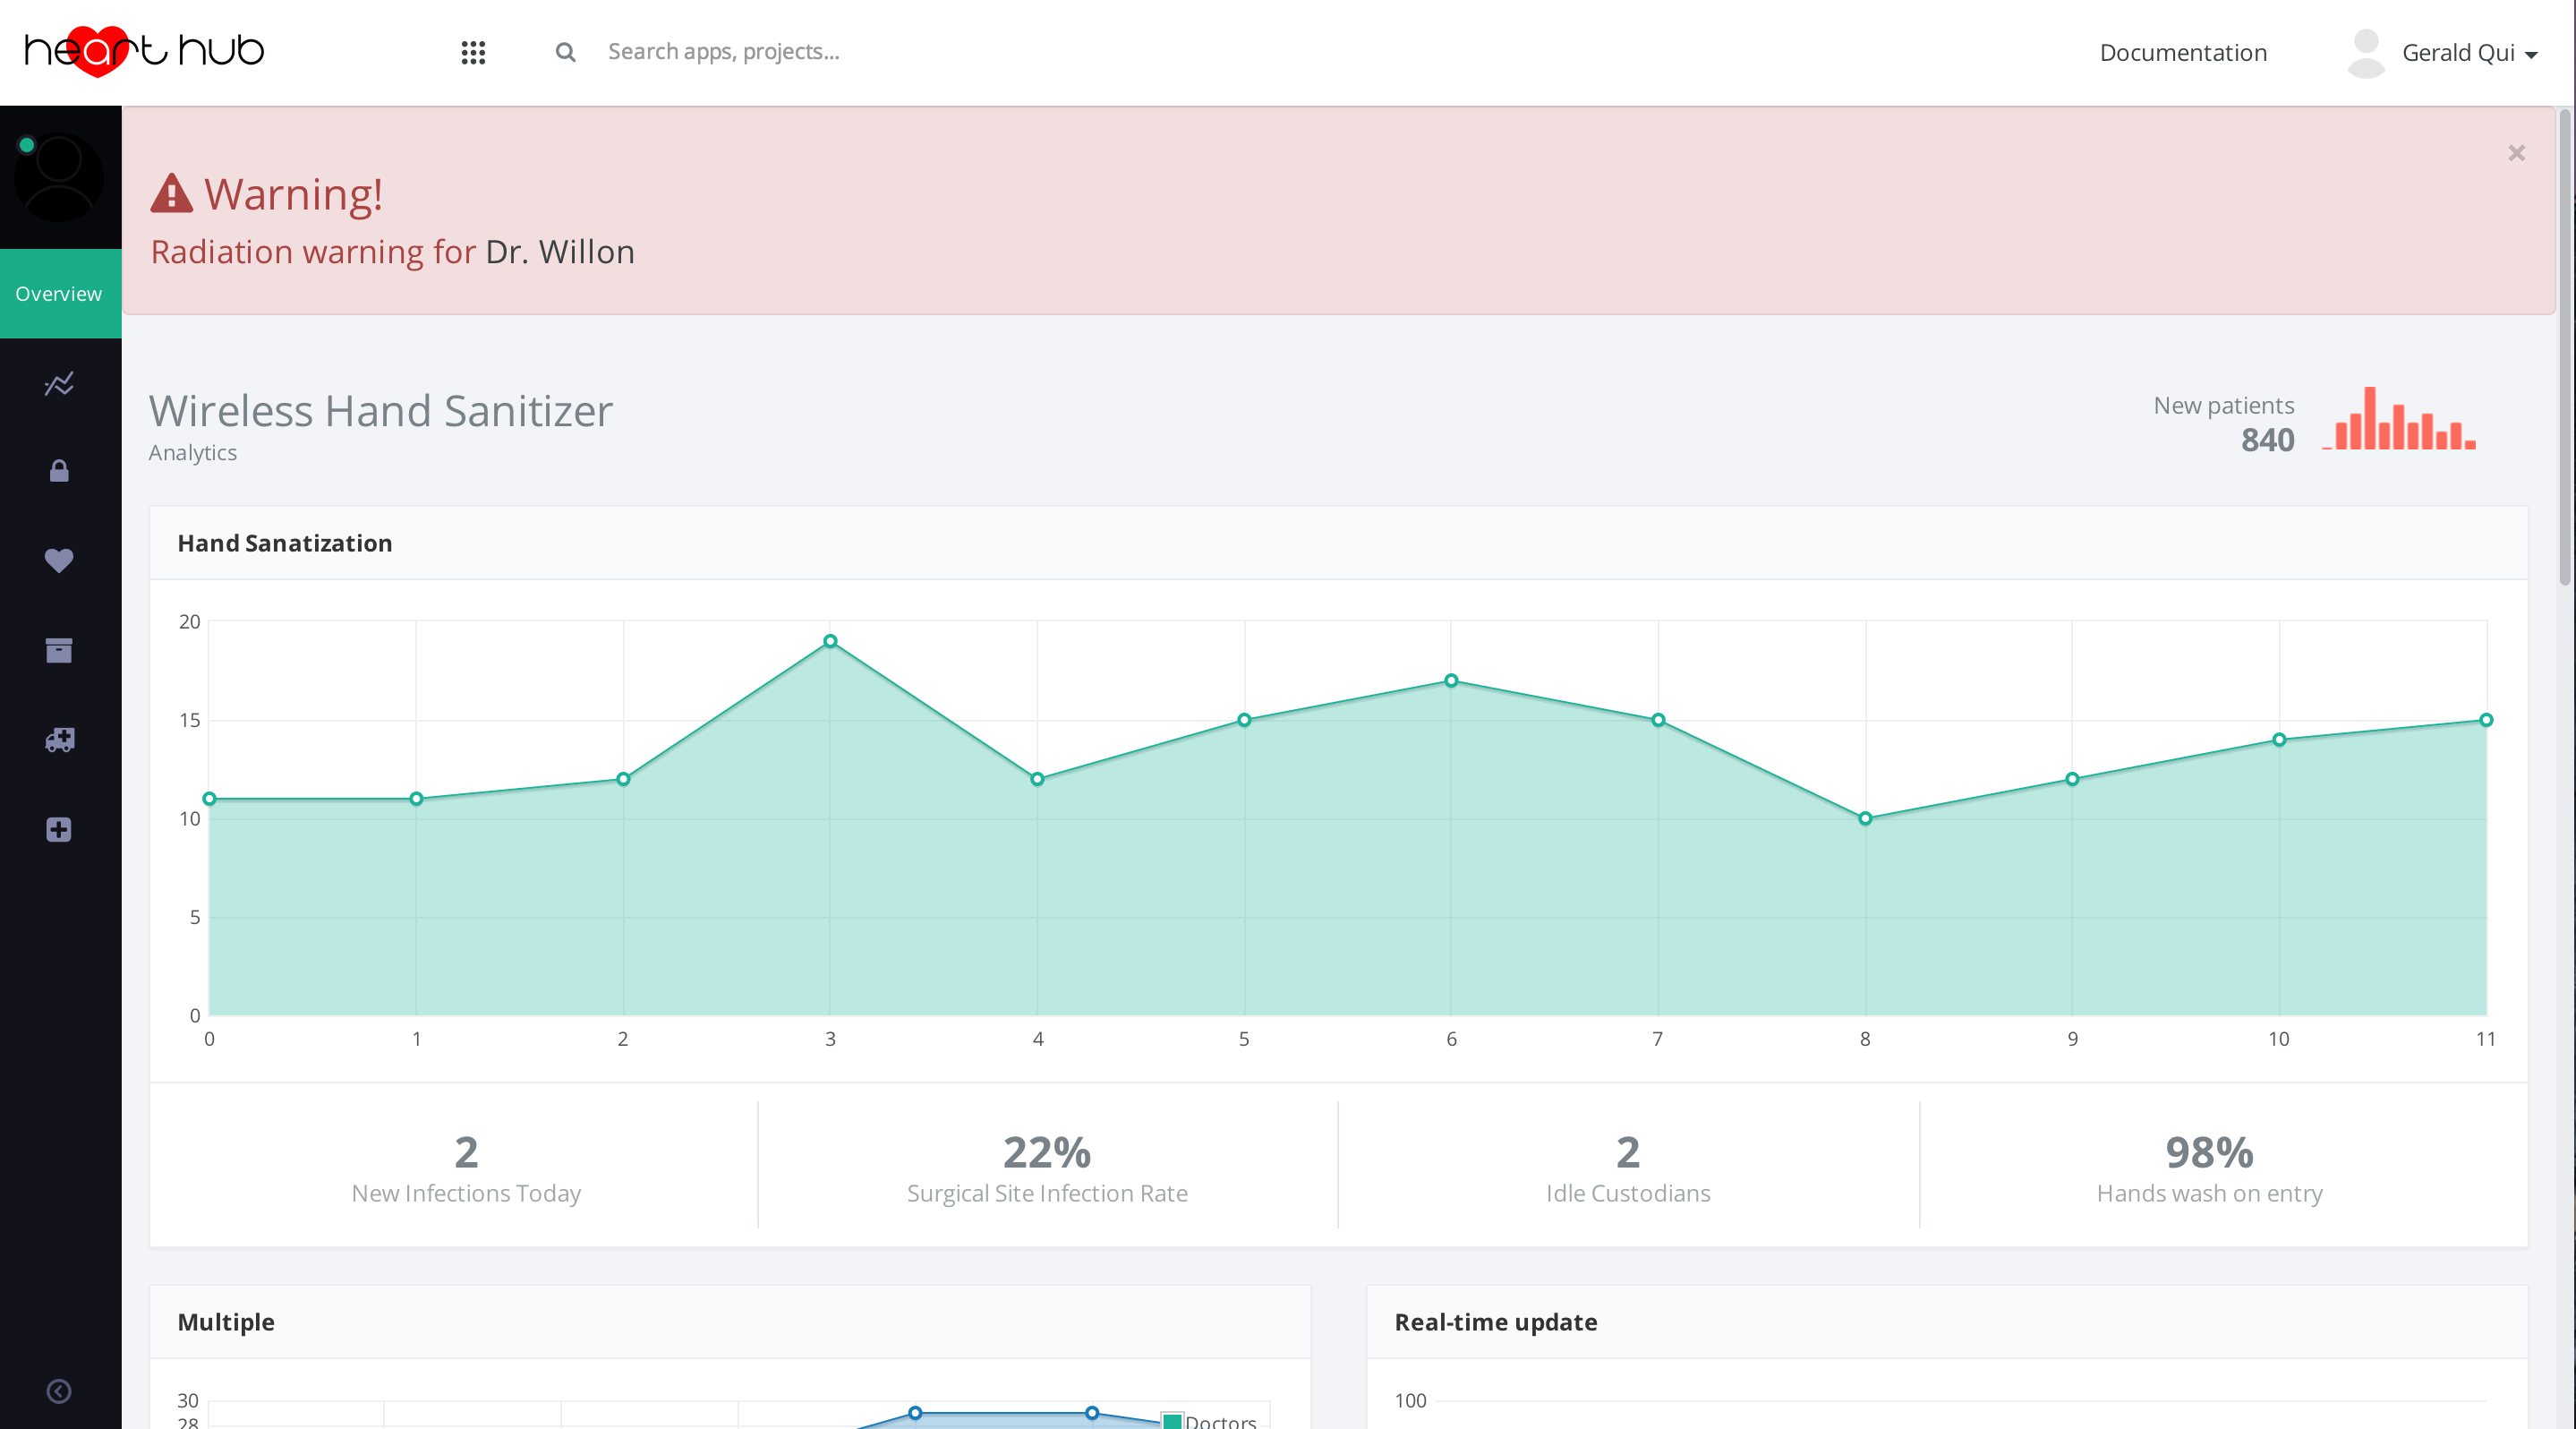 heart hub
Search apps, projects...
Documentation
Gerald Qui
×
Warning!
Radiation warning for Dr. Willon
Overview
Wireless Hand Sanitizer
Analytics
New patients
840
Hand Sanatization
20
15
10
5
0
0 1 2 3 4 5 6 7 8 9 10 11
2
New Infections Today
22%
Surgical Site Infection Rate
2
Idle Custodians
98%
Hands wash on entry
Multiple
30
28
Doctors
Real-time update
100